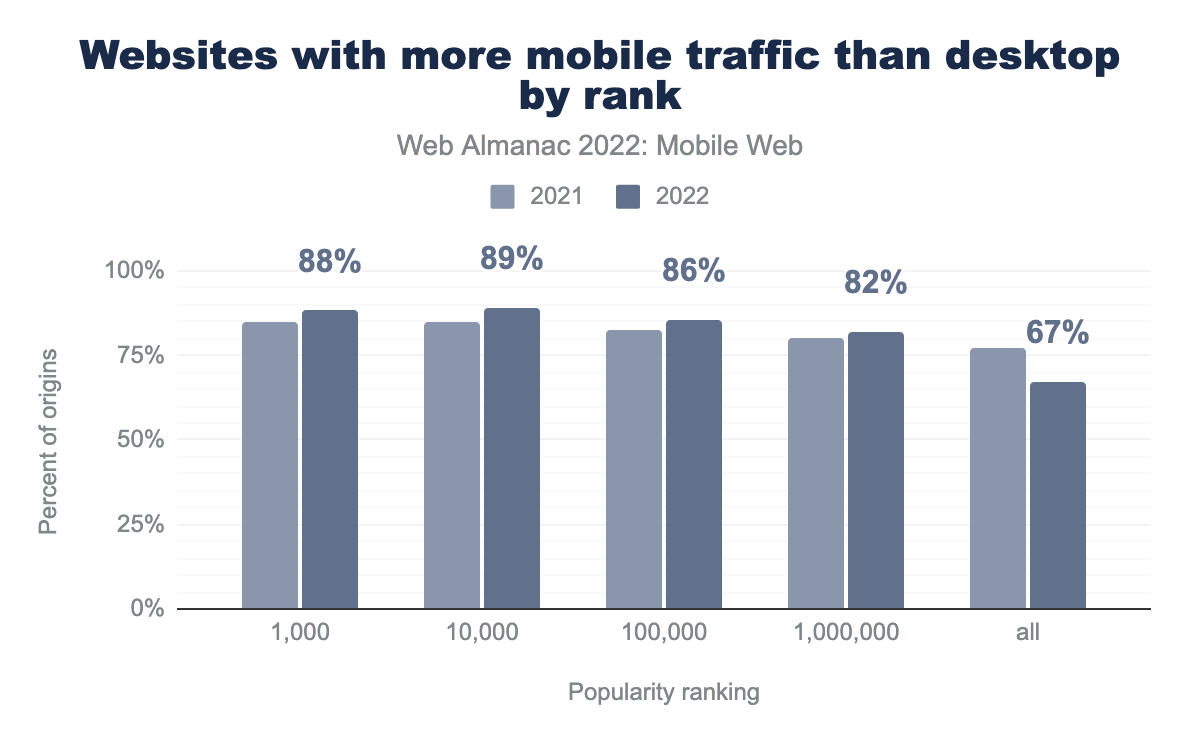 Websites with more mobile traffic than desktop
by rank
Web Almanac 2022: Mobile Web
2021 2022
88% 89% 86% 82% 67%
100%
75%
50%
25%
0%
Percent of origins
1,000 10,000 100,000 1,000,000 all
Popularity ranking